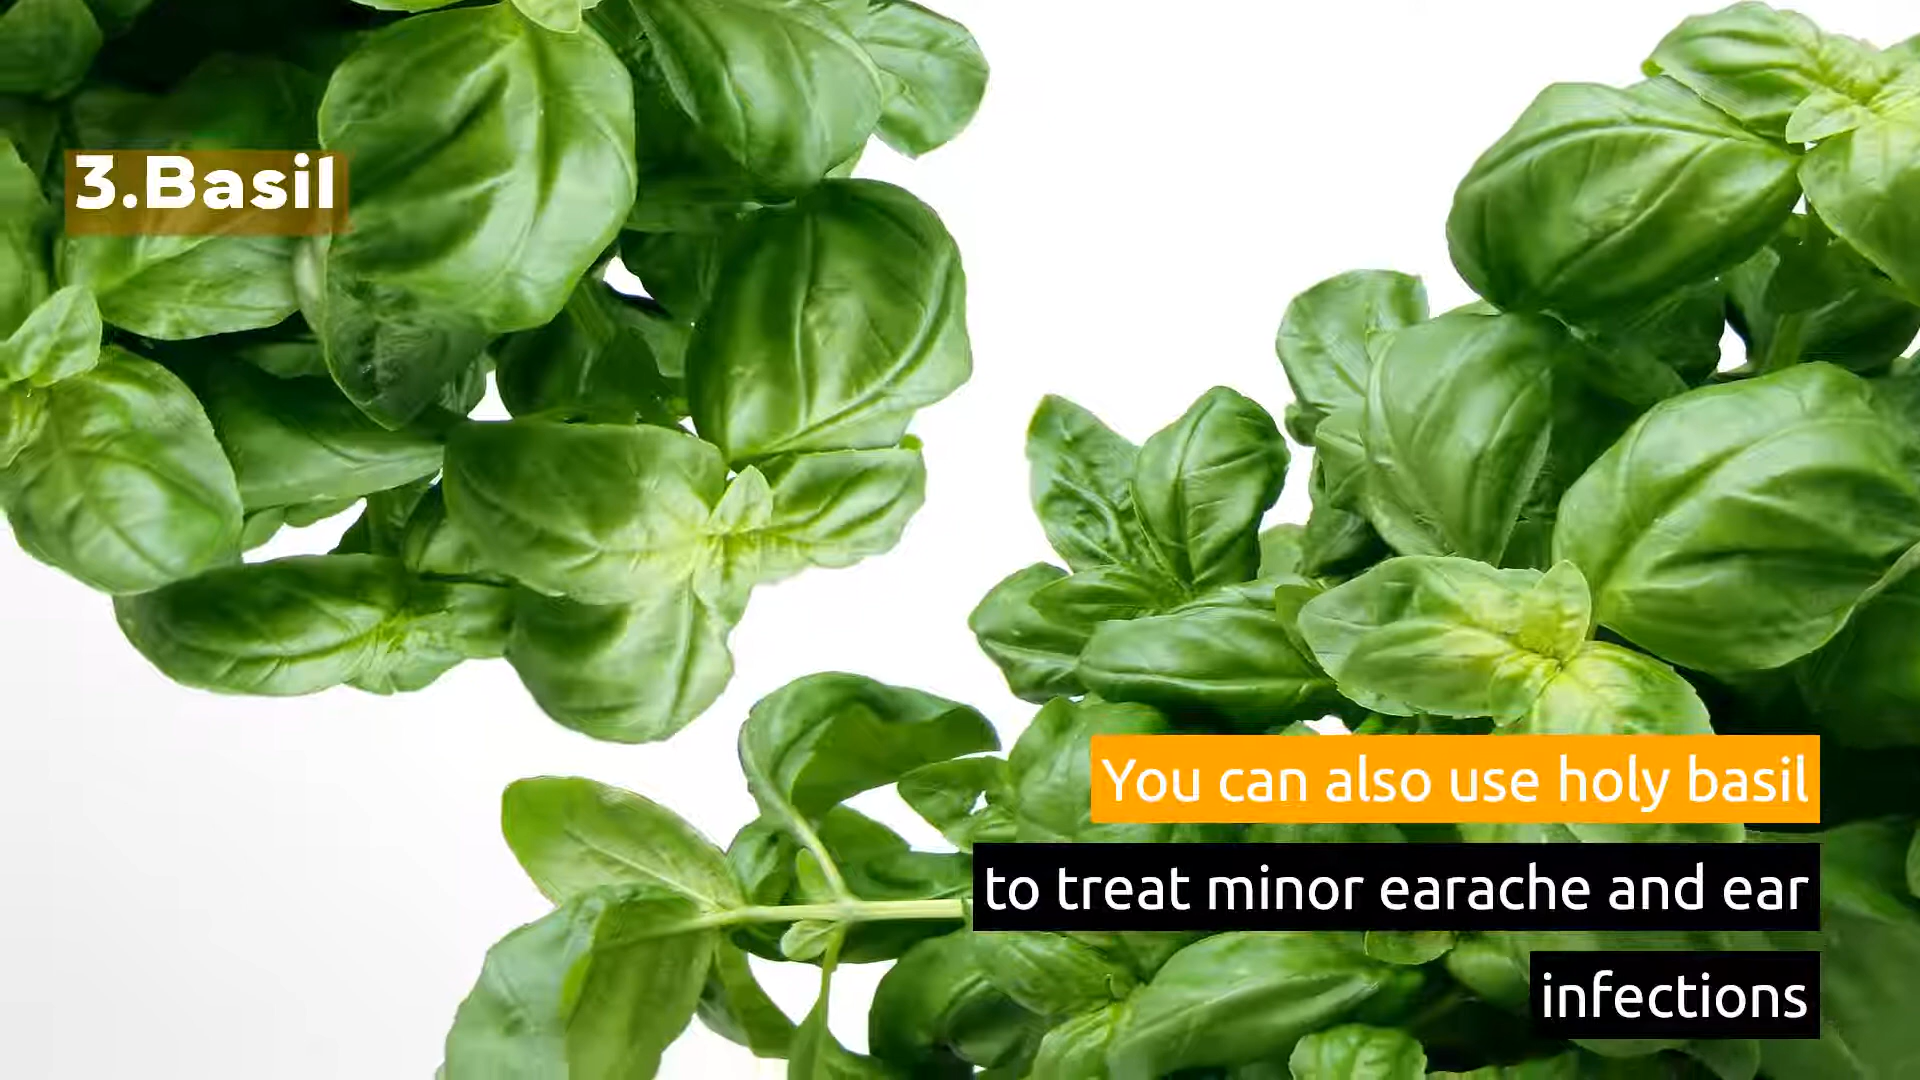 3.Basil
You can also use holy basil
to treat minor earache and ear
infections